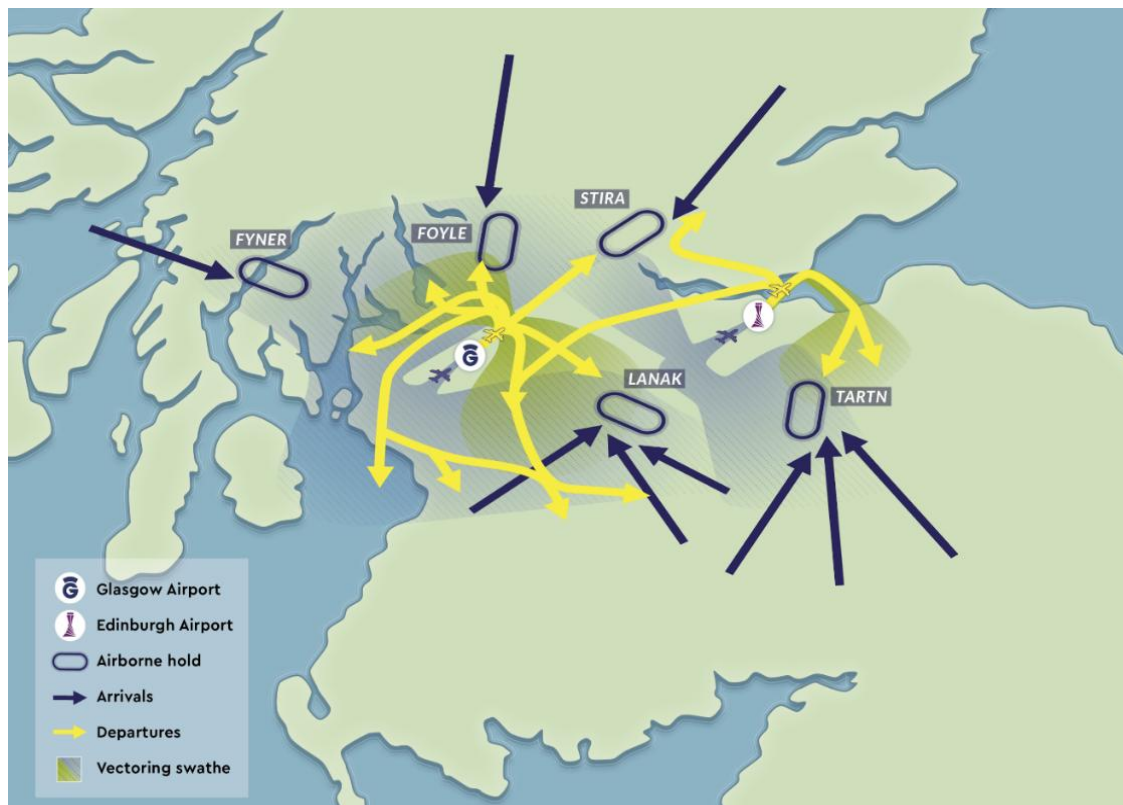 STIRA
FYNER
FOYLE
LANAK
TARTN
G
G
Glasgow Airport
Edinburgh Airport
Airborne hold
Arrivals
Departures
Vectoring swathe